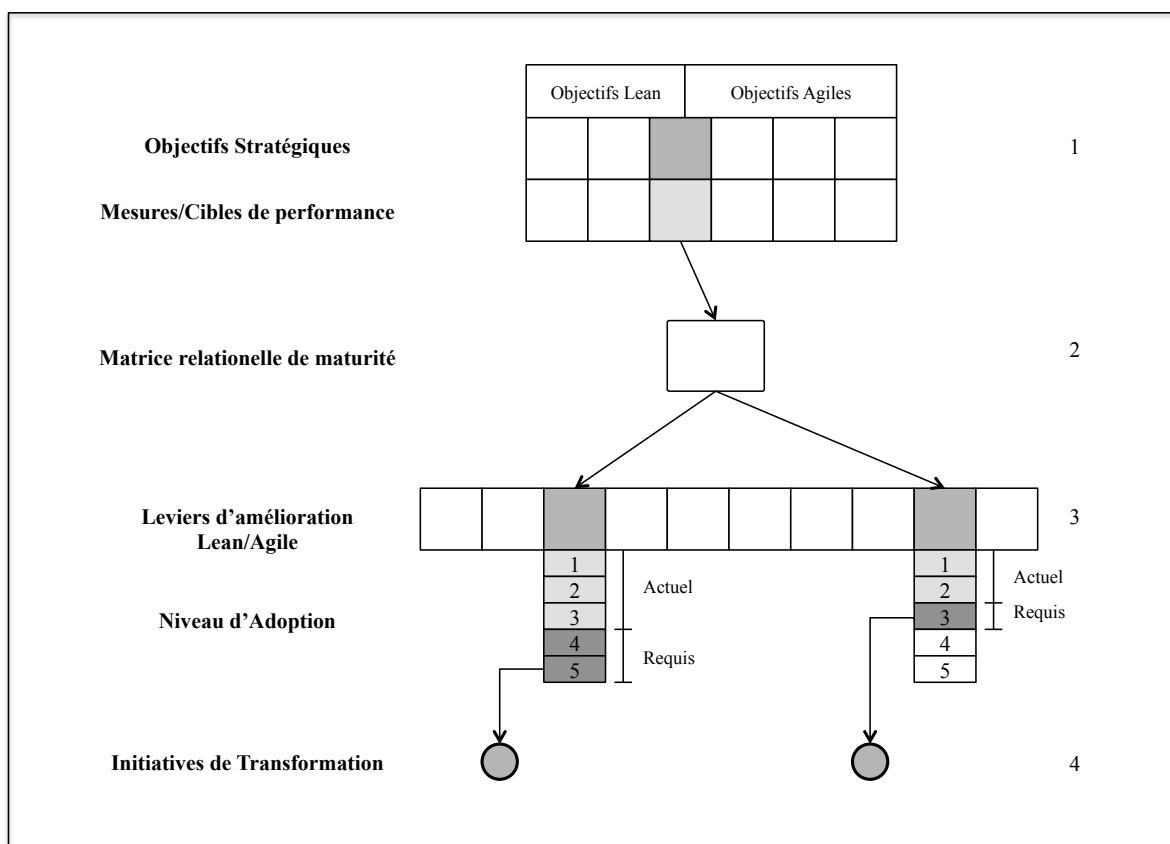 Objectifs Lean
Objectifs Agiles
Objectifs Stratégiques
1
Mesures/Cibles de performance
Matrice relationelle de maturité
2
Leviers d’amélioration
Lean/Agile
3
Niveau d’Adoption
1
2
3
4
5
Actuel
Requis
1
2
3
4
5
Actuel
Requis
Initiatives de Transformation
4